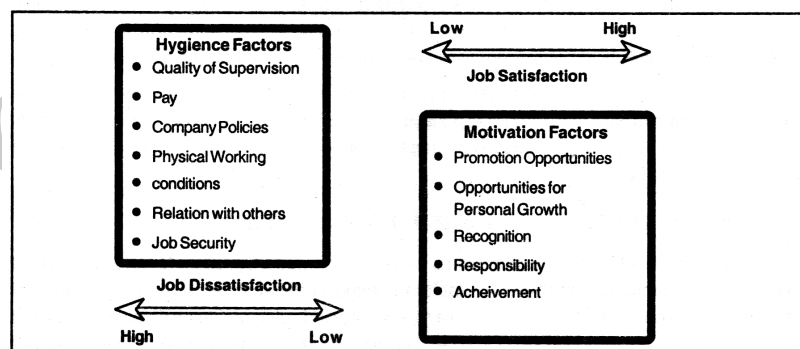 Hygience Factors
• Quality of Supervision
• Pay
• Company Policies
• Physical Working
• conditions
• Relation with others
• Job Security
Job Dissatisfaction
High Low
Low High
Job Satisfaction
Motivation Factors
• Promotion Opportunities
• Opportunities for
Personal Growth
• Recognition
• Responsibility
• Acheivement